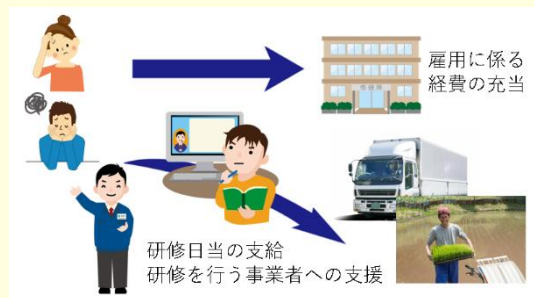 雇用に係る
経費の充当
研修日当の支給
研修を行う事業者への支援